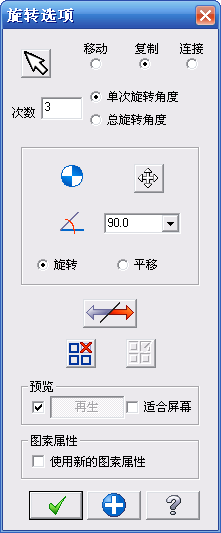 旋转选项
移动 复制 连接
次数 3 单次旋转角度
总旋转角度
90.0
旋转 平移
预览
再生 适合屏幕
图素属性
使用新的图素属性